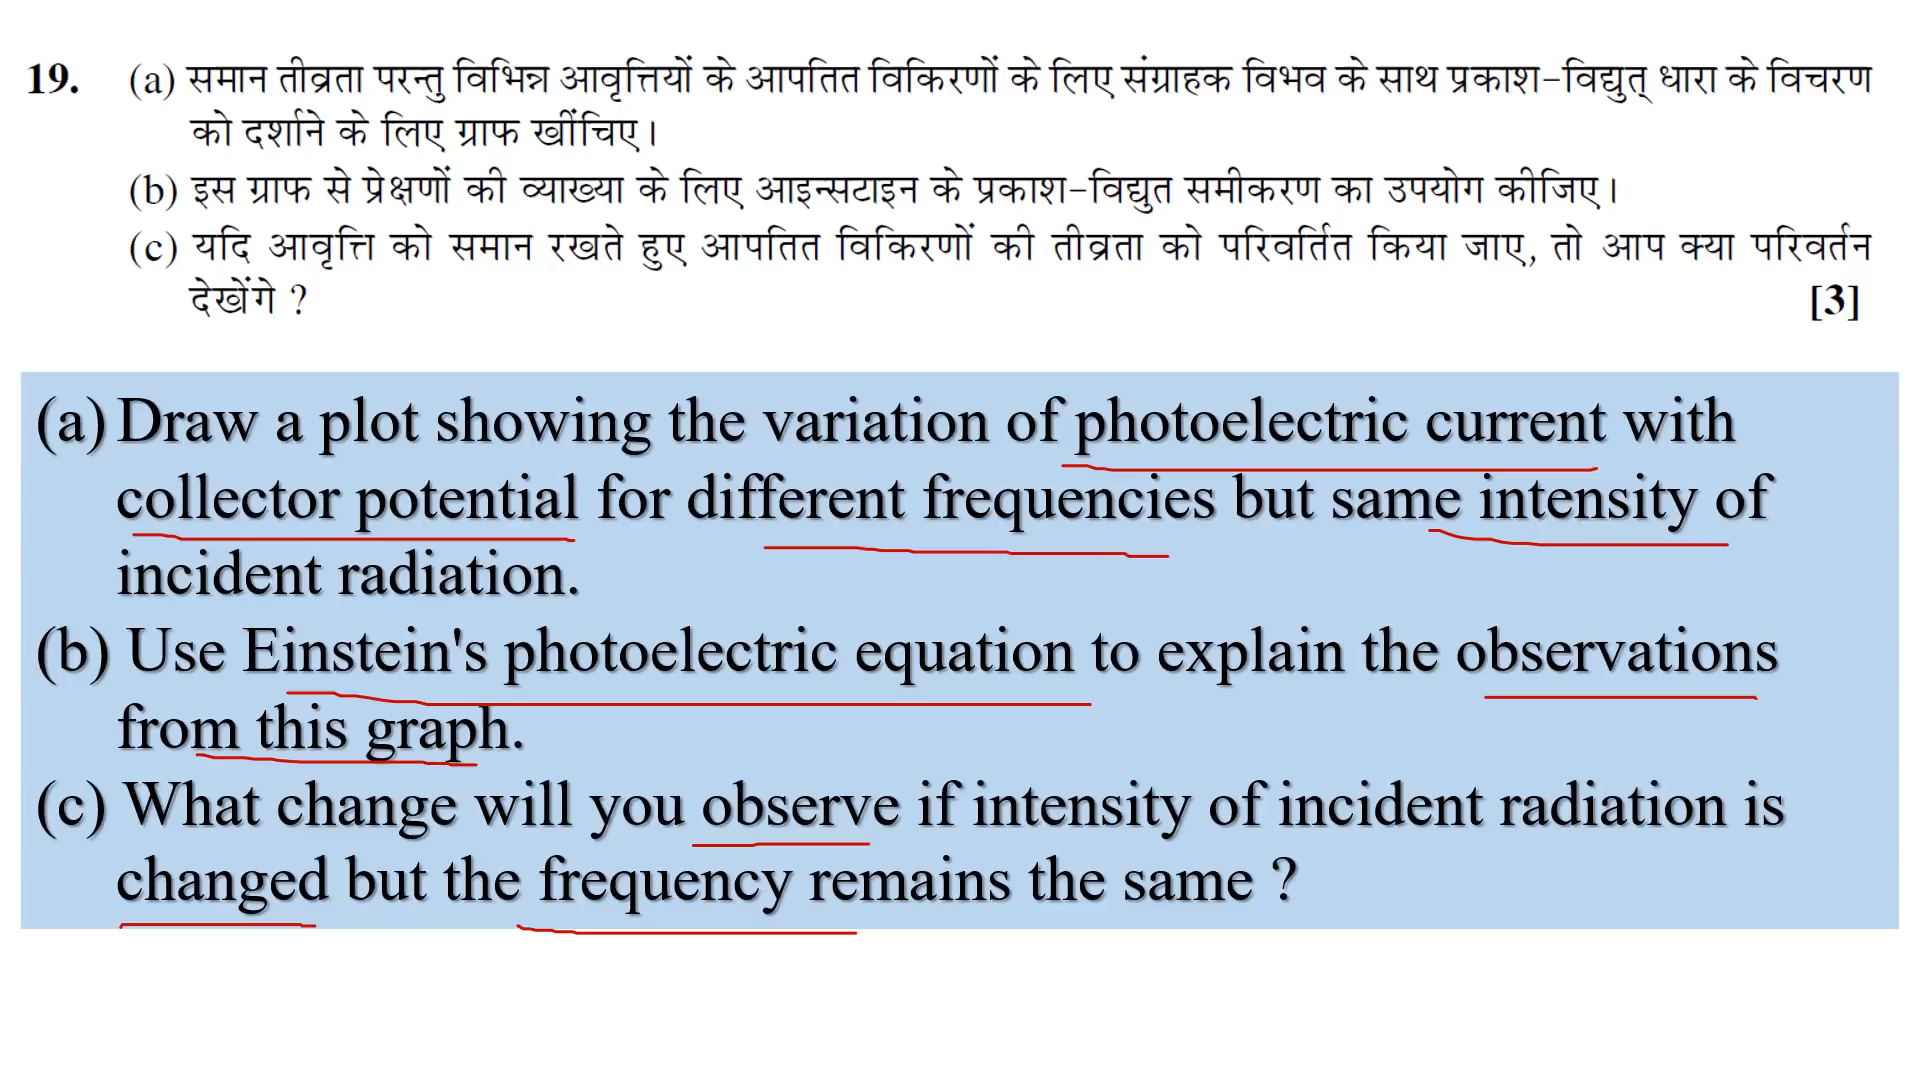 19. (a) समान तीव्रता परन्तु विभिन्न आवृत्तियों के आपतित विकिरणों के लिए संग्राहक विभव के साथ प्रकाश-विद्युत् धारा के विचरण
को दर्शाने के लिए ग्राफ खींचिए।
(b) इस ग्राफ से प्रेक्षणों की व्याख्या के लिए आइन्सटाइन के प्रकाश-विद्युत समीकरण का उपयोग कीजिए।
(c) यदि आवृत्ति को समान रखते हुए आपतित विकिरणों की तीव्रता को परिवर्तित किया जाए, तो आप क्या परिवर्तन
देखेंगे ? [3]
(a) Draw a plot showing the variation of photoelectric current with
collector potential for different frequencies but same intensity of
incident radiation.
(b) Use Einstein's photoelectric equation to explain the observations
from this graph.
(c) What change will you observe if intensity of incident radiation is
changed but the frequency remains the same ?